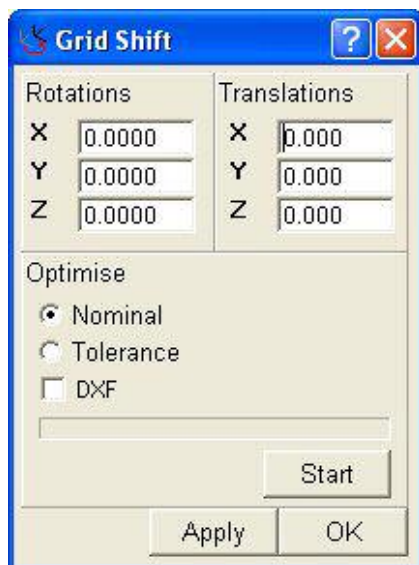 Grid Shift ?
Rotations
X 0.0000
Y 0.0000
Z 0.0000
Translations
X 0.000
Y 0.000
Z 0.000
Optimise
Nominal
Tolerance
DXF
Start
Apply OK